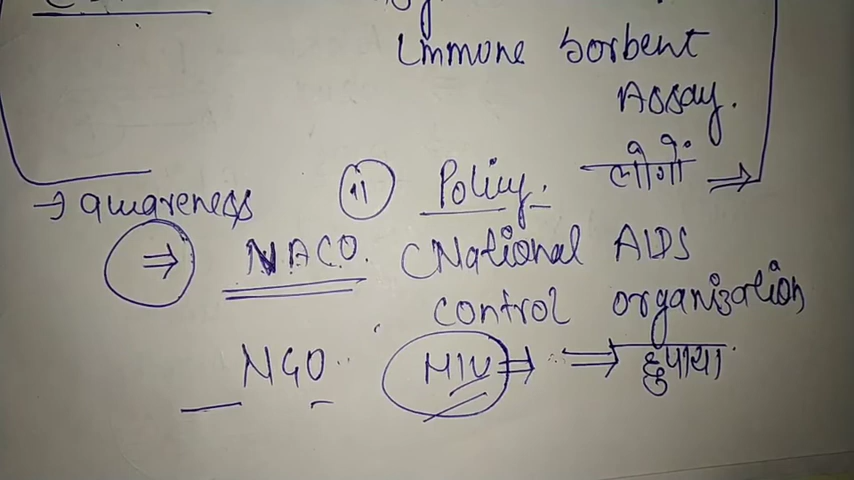 Immune Sorbent
Assay.
→ awareness (ii) Policy. लोगों ⇒
⇒ NACO. (National AIDS
control organization
NGO.. HIV ⇒ ⇒ छुपाया